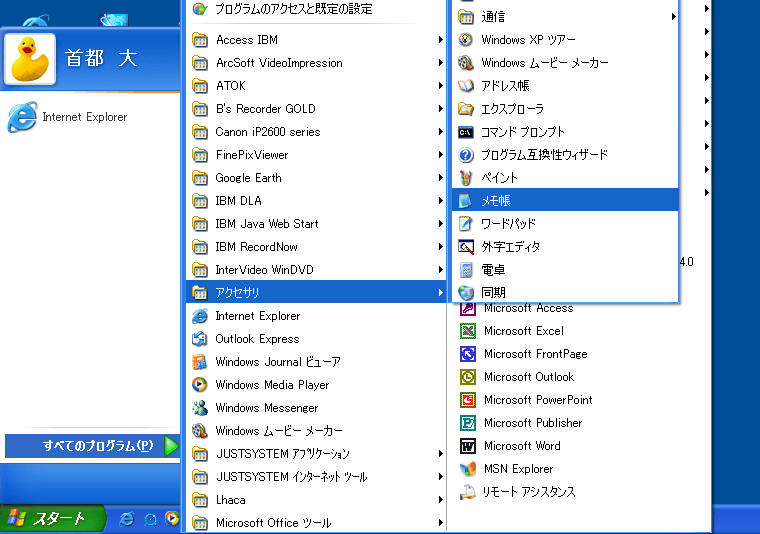 首都 大
Internet Explorer
すべてのプログラム(P)
スタート
プログラムのアクセスと既定の設定
Access IBM
ArcSoft VideoImpression
ATOK
B's Recorder GOLD
Canon iP2600 series
FinePixViewer
Google Earth
IBM DLA
IBM Java Web Start
IBM RecordNow
InterVideo WinDVD
アクセサリ
Internet Explorer
Outlook Express
Windows Journal ビューア
Windows Media Player
Windows Messenger
Windows ムービー メーカー
JUSTSYSTEM アプリケーション
JUSTSYSTEM インターネット ツール
Lhaca
Microsoft Office ツール
通信
Windows XP ツアー
Windows ムービー メーカー
アドレス帳
エクスプローラ
コマンド プロンプト
プログラム互換性ウィザード
ペイント
メモ帳
ワードパッド
外字エディタ
電卓
同期
4.0
Microsoft Access
Microsoft Excel
Microsoft FrontPage
Microsoft Outlook
Microsoft PowerPoint
Microsoft Publisher
Microsoft Word
MSN Explorer
リモート アシスタンス